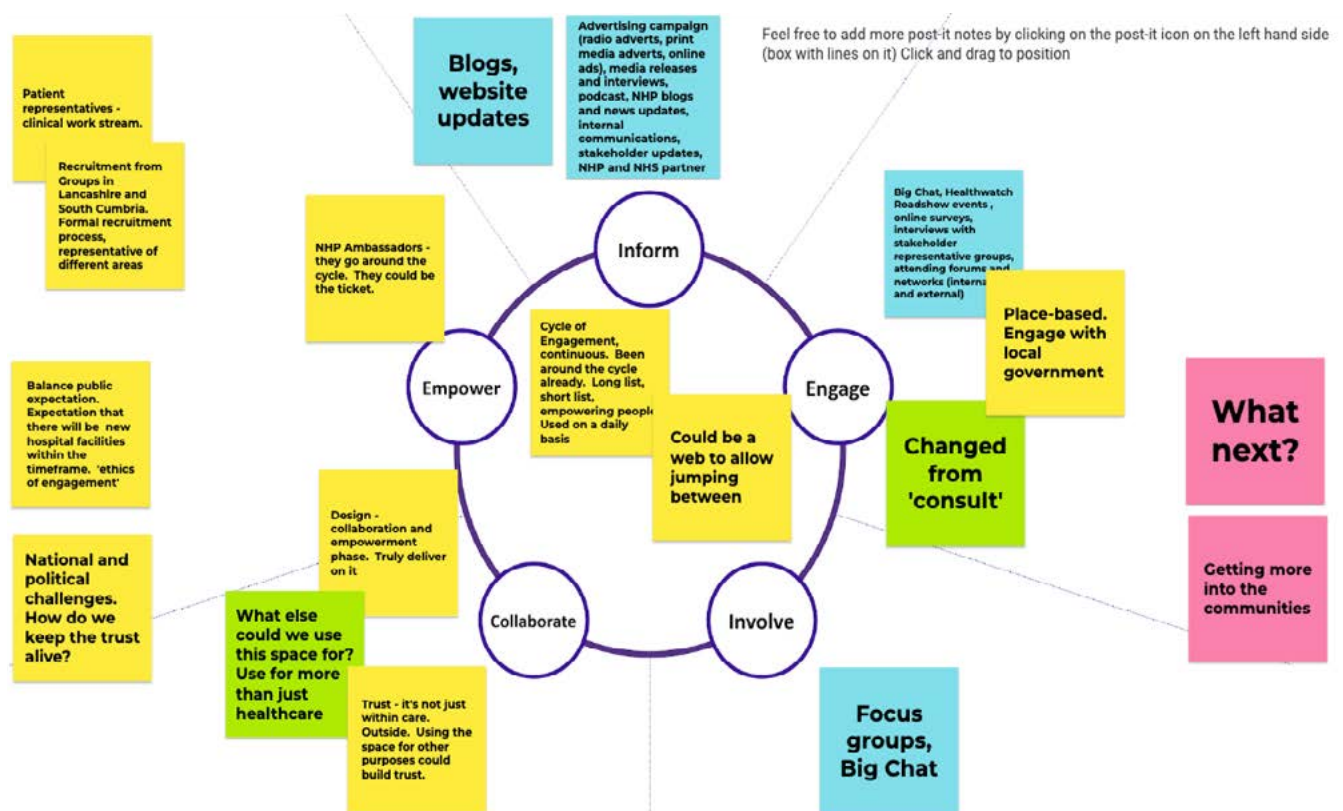 Feel free to add more post-it notes by clicking on the post-it icon on the left hand side
(box with lines on it) Click and drag to position
Patient
representatives -
clinical work stream.
Recruitment from
Groups in
Lancashire and
South Cumbria.
Formal recruitment
process,
representative of
different areas
Blogs,
website
updates
Advertising campaign
(radio adverts, print
media adverts, online
ads), media releases
and interviews,
podcast, NHP blogs
and news updates,
internal
communications,
stakeholder updates,
NHP and NHS partner
Big Chat, Healthwatch
Roadshow events ,
online surveys,
interviews with
stakeholder
representative groups,
attending forums and
networks (interna
and external)
Place-based.
Engage with
local
government
NHP Ambassadors -
they go around the
cycle. They could be
the ticket.
Inform
Empower
Engage
Collaborate
Involve
Cycle of
Engagement,
continuous. Been
around the cycle
already. Long list,
short list,
empowering people
Used on a daily
basis
Could be a
web to allow
jumping
between
Changed
from
'consult'
What
next?
Getting more
into the
communities
Balance public
expectation.
Expectation that
there will be new
hospital facilities
within the
timeframe. 'ethics
of engagement'
National and
political
challenges.
How do we
keep the trust
alive?
Design -
collaboration and
empowerment
phase. Truly deliver
on it
What else
could we use
this space for?
Use for more
than just
healthcare
Trust - it's not just
within care.
Outside. Using the
space for other
purposes could
build trust.
Focus
groups,
Big Chat